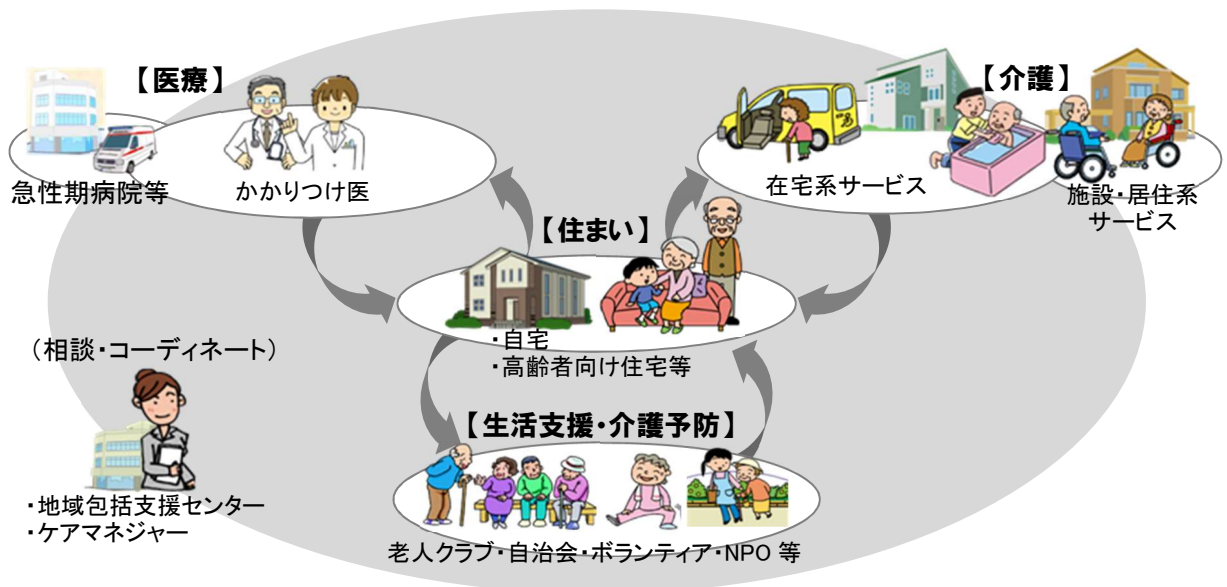 【医療】
急性期病院等
かかりつけ医
【介護】
在宅系サービス
施設・居住系
サービス
【住まい】
・自宅
・高齢者向け住宅等
(相談・コーディネート)
・地域包括支援センター
・ケアマネジャー
【生活支援・介護予防】
老人クラブ・自治会・ボランティア・NPO 等